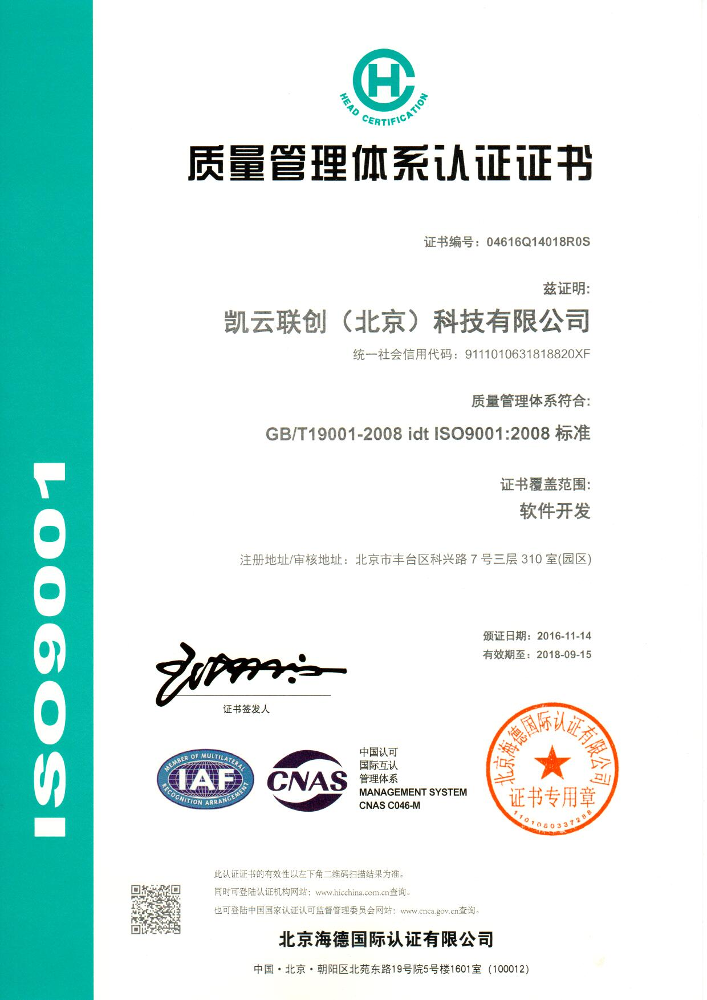 HC
HEAD CERTIFICATION
质量管理体系认证证书
证书编号：04616Q14018R0S
兹证明:
凯云联创（北京）科技有限公司
统一社会信用代码：9111010631818820XF
质量管理体系符合:
GB/T19001-2008 idt ISO9001:2008 标准
证书覆盖范围:
软件开发
注册地址/审核地址：北京市丰台区科兴路 7 号三层 310 室(园区)
颁证日期：2016-11-14
有效期至：2018-09-15
证书签发人
ISO9001
MEMBER OF MULTILATERAL
IAF
RECOGNITION ARRANGEMENT
CNAS
中国认可
国际互认
管理体系
MANAGEMENT SYSTEM
CNAS C046-M
北京海德国际认证有限公司
证书专用章
1101050337288
此认证证书的有效性以左下角二维码扫描结果为准。
同时可登陆认证机构网站：www.hicchina.com.cn查询。
也可登陆中国国家认证认可监督管理委员会网站：www.cnca.gov.cn查询。
北京海德国际认证有限公司
中国·北京·朝阳区北苑东路19号院5号楼1601室（100012）